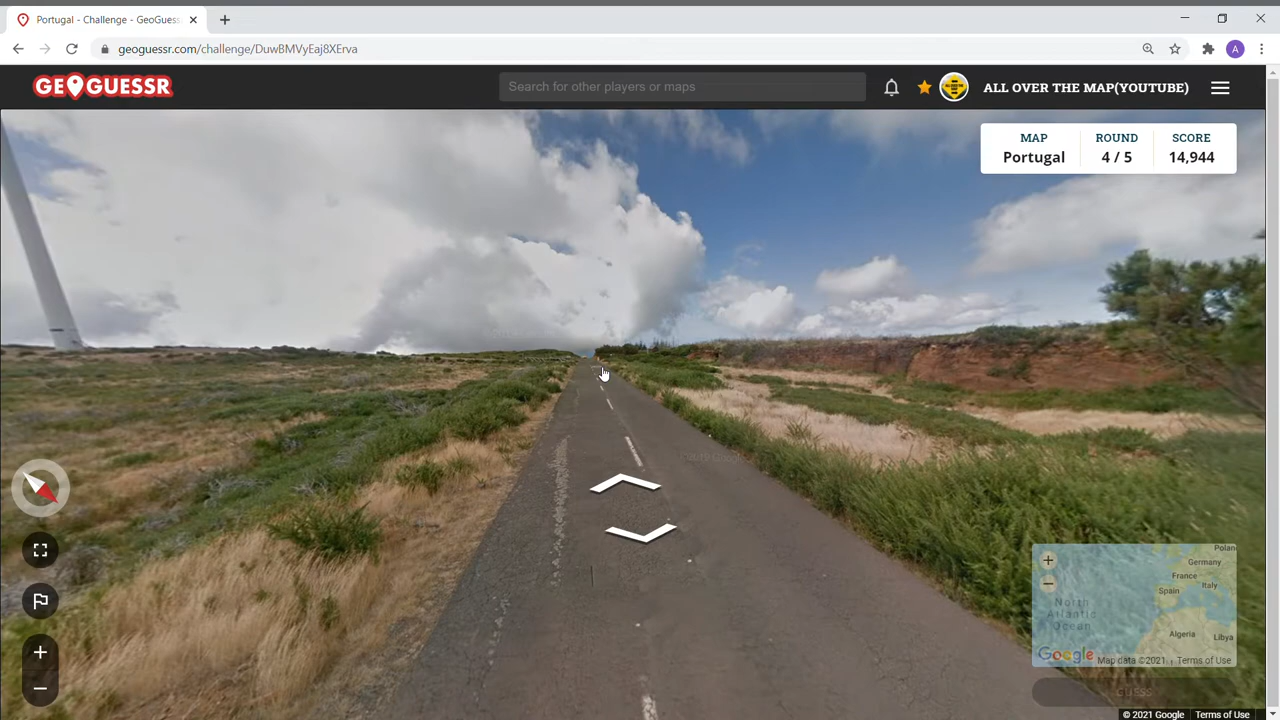 Portugal - Challenge - GeoGuess
geoguessr.com/challenge/DuwBMVyEaj8XErva
A
GEOGUESSR
Search for other players or maps
ALL OVER THE MAP(YOUTUBE)
MAP ROUND SCORE
Portugal 4 / 5 14,944
Poland
Germany
France
Italy
Spain
North
Atlantic
Ocean
Algeria
Libya
Google Map data ©2021 Terms of Use
GUESS
© 2021 Google Terms of Use